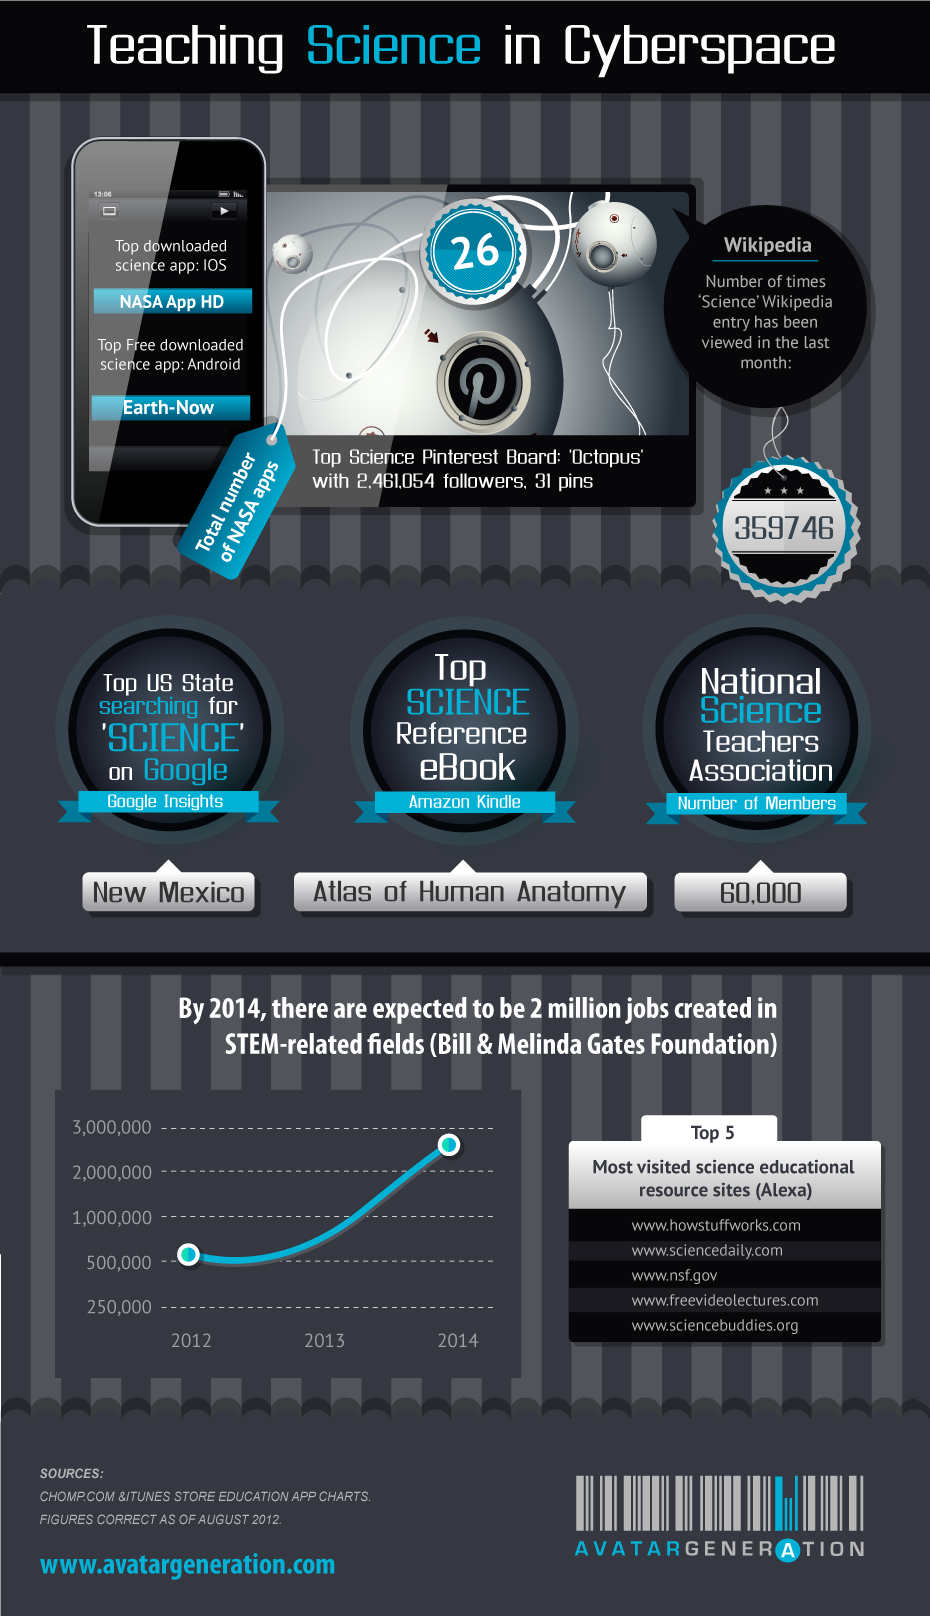 Teaching Science in Cyberspace
13:06
Top downloaded
science app: IOS
NASA App HD
Top Free downloaded
science app: Android
Earth-Now
Total number
of NASA apps
26
Top Science Pinterest Board: 'Octopus'
with 2,461,054 followers, 31 pins
Wikipedia
Number of times
'Science' Wikipedia
entry has been
viewed in the last
month:
359746
Top US State
searching for
'SCIENCE'
on Google
Google Insights
New Mexico
Top
SCIENCE
Reference
eBook
Amazon Kindle
Atlas of Human Anatomy
National
Science
Teachers
Association
Number of Members
60,000
By 2014, there are expected to be 2 million jobs created in
STEM-related fields (Bill & Melinda Gates Foundation)
3,000,000
2,000,000
1,000,000
500,000
250,000
2012 2013 2014
Top 5
Most visited science educational
resource sites (Alexa)
www.howstuffworks.com
www.sciencedaily.com
www.nsf.gov
www.freevideolectures.com
www.sciencebuddies.org
SOURCES:
CHOMP.COM &ITUNES STORE EDUCATION APP CHARTS.
FIGURES CORRECT AS OF AUGUST 2012.
www.avatargeneration.com
AVATARGENERATION